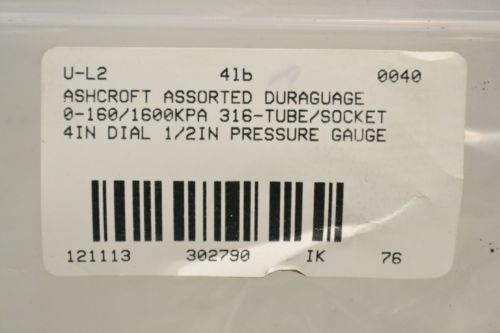 U-L2 4lb 0040
ASHCROFT ASSORTED DURAGUAGE
0-160/1600KPA 316-TUBE/SOCKET
4IN DIAL 1/2IN PRESSURE GAUGE
121113 302790 IK 76